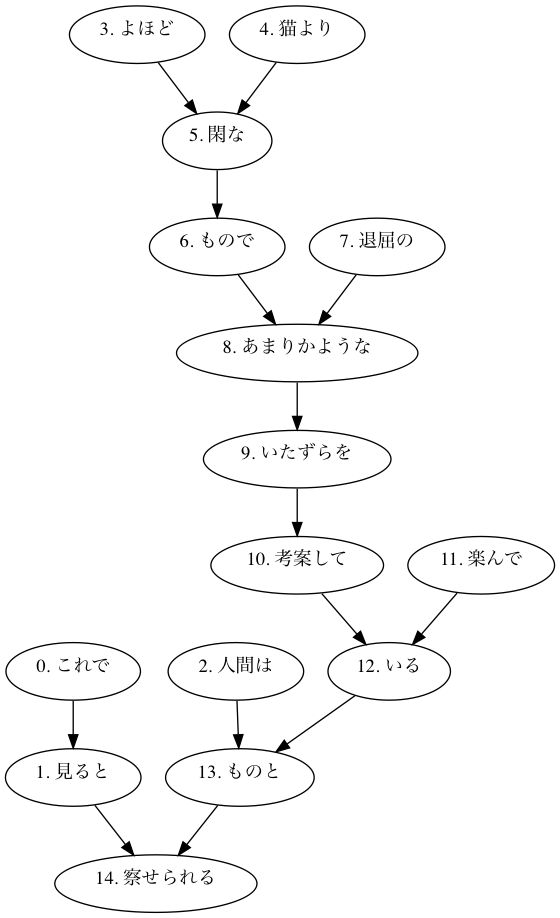 3. よほど
4. 猫より
5. 閑な
6. もので
7. 退屈の
8. あまりかような
9. いたずらを
10. 考案して
11. 楽んで
0. これで
2. 人間は
12. いる
1. 見ると
13. ものと
14. 察せられる